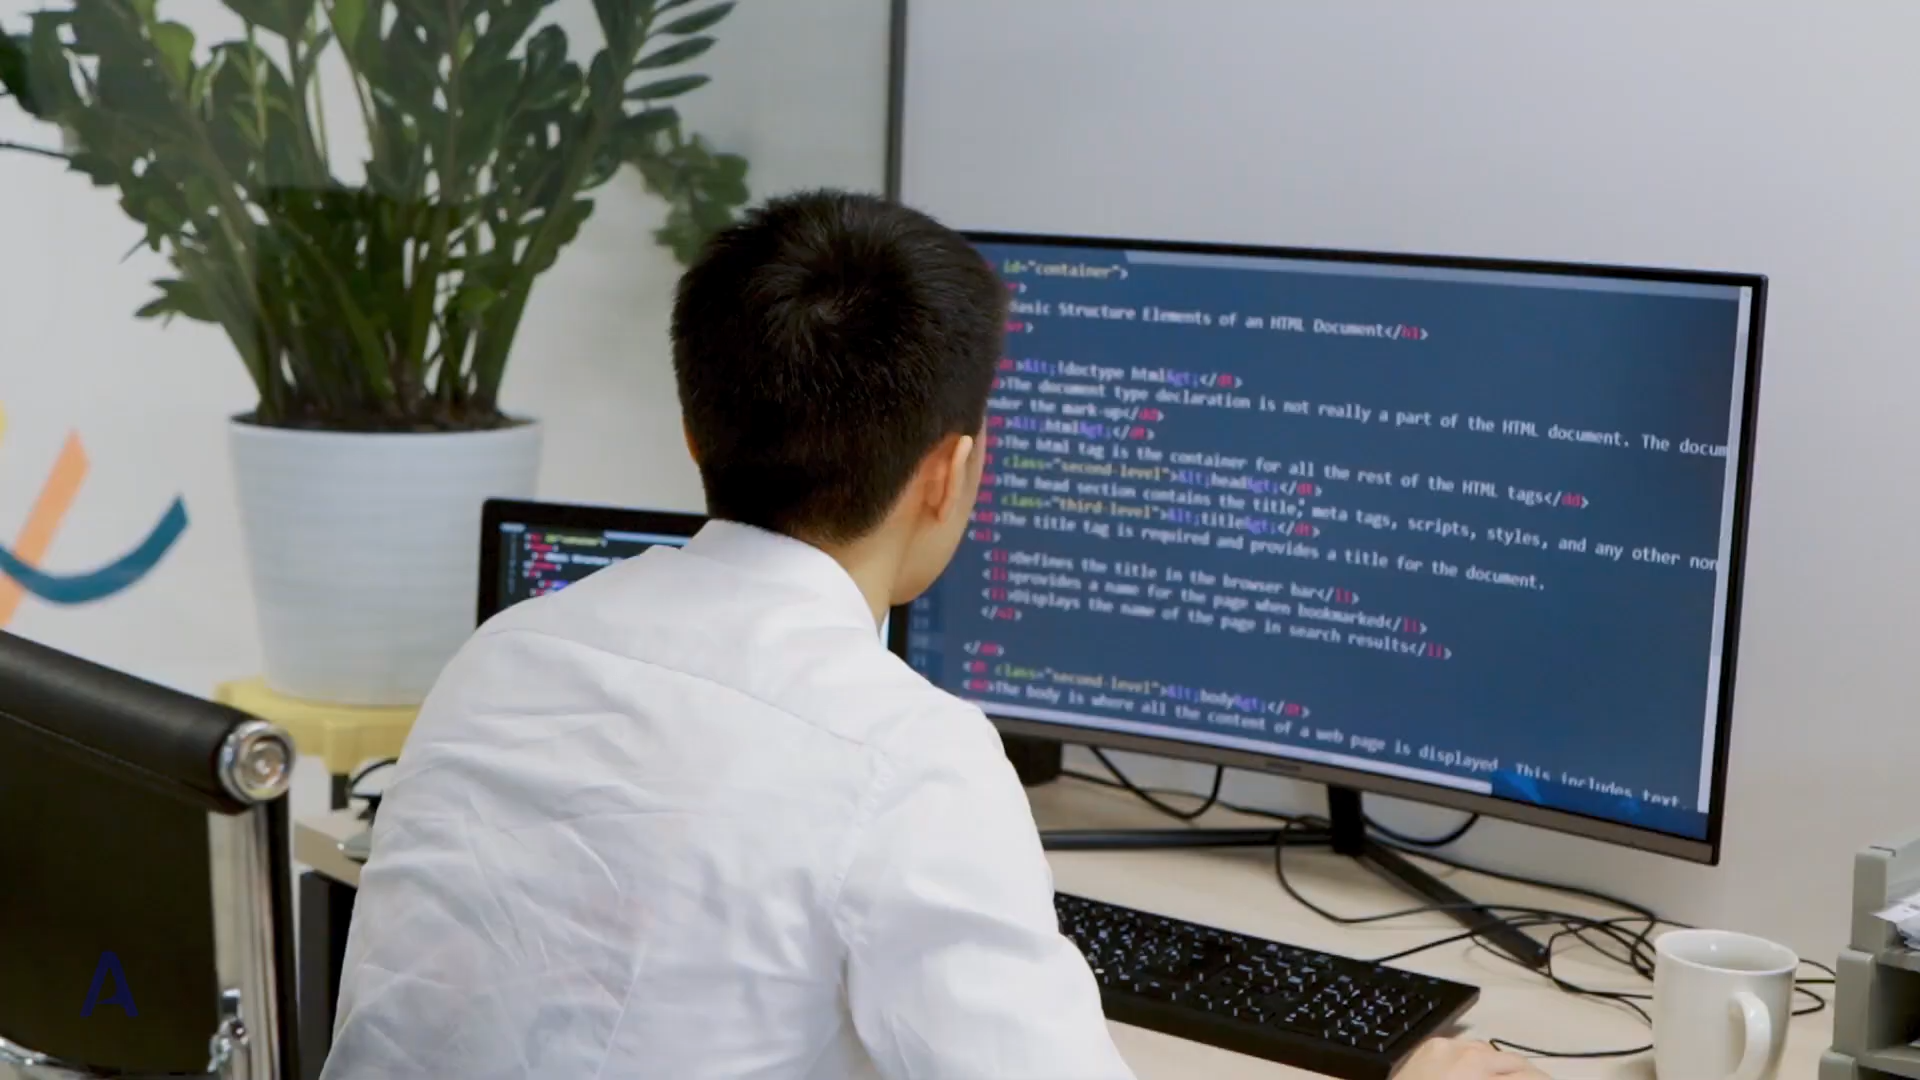 id="container">
r>
Basic Structure Elements of an HTML Document</h1>
&lt;!doctype html&gt;</dt>
>The document type declaration is not really a part of the HTML document. The docum
nder the mark-up</dd>
&lt;html&gt;</dt>
>The html tag is the container for all the rest of the HTML tags</dd>
class="second-level">&lt;head&gt;</dt>
>The head section contains the title, meta tags, scripts, styles, and any other non
class="third-level">&lt;title&gt;</dt>
<dd>The title tag is required and provides a title for the document.
<ul>
<li>Defines the title in the browser bar</li>
<li>provides a name for the page when bookmarked</li>
<li>Displays the name of the page in search results</li>
</ul>
</dd>
<dt class="second-level">&lt;body&gt;</dt>
<dd>The body is where all the content of a web page is displayed. This includes text,
A